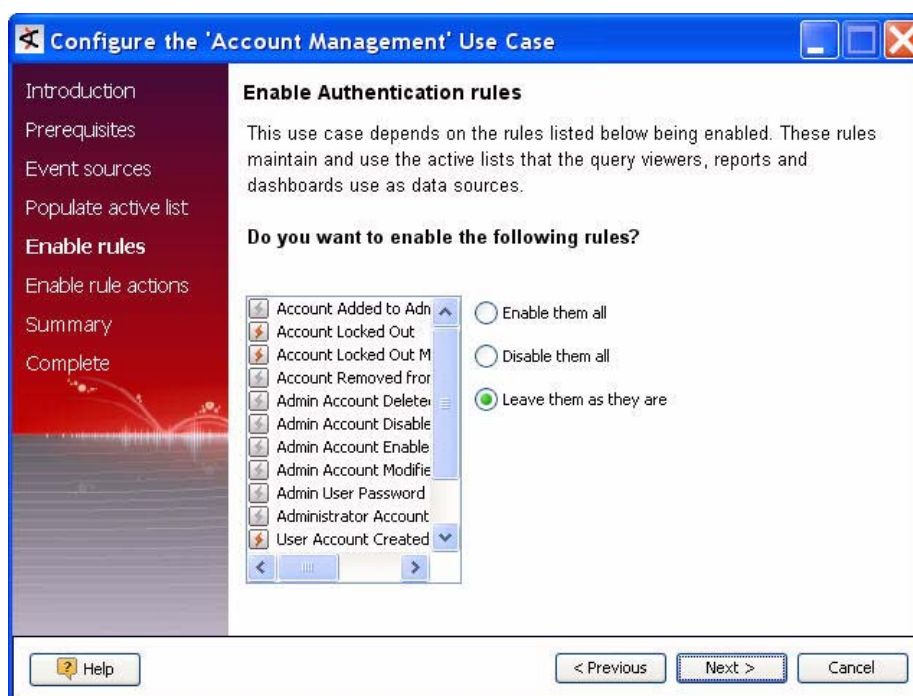 Configure the 'Account Management' Use Case
Introduction
Prerequisites
Event sources
Populate active list
Enable rules
Enable rule actions
Summary
Complete
Enable Authentication rules
This use case depends on the rules listed below being enabled. These rules
maintain and use the active lists that the query viewers, reports and
dashboards use as data sources.
Do you want to enable the following rules?
Account Added to Adn
Account Locked Out
Account Locked Out M
Account Removed fror
Admin Account Delete
Admin Account Disable
Admin Account Enable
Admin Account Modifie
Admin User Password
Administrator Account
User Account Created
Enable them all
Disable them all
Leave them as they are
Help
< Previous
Next >
Cancel